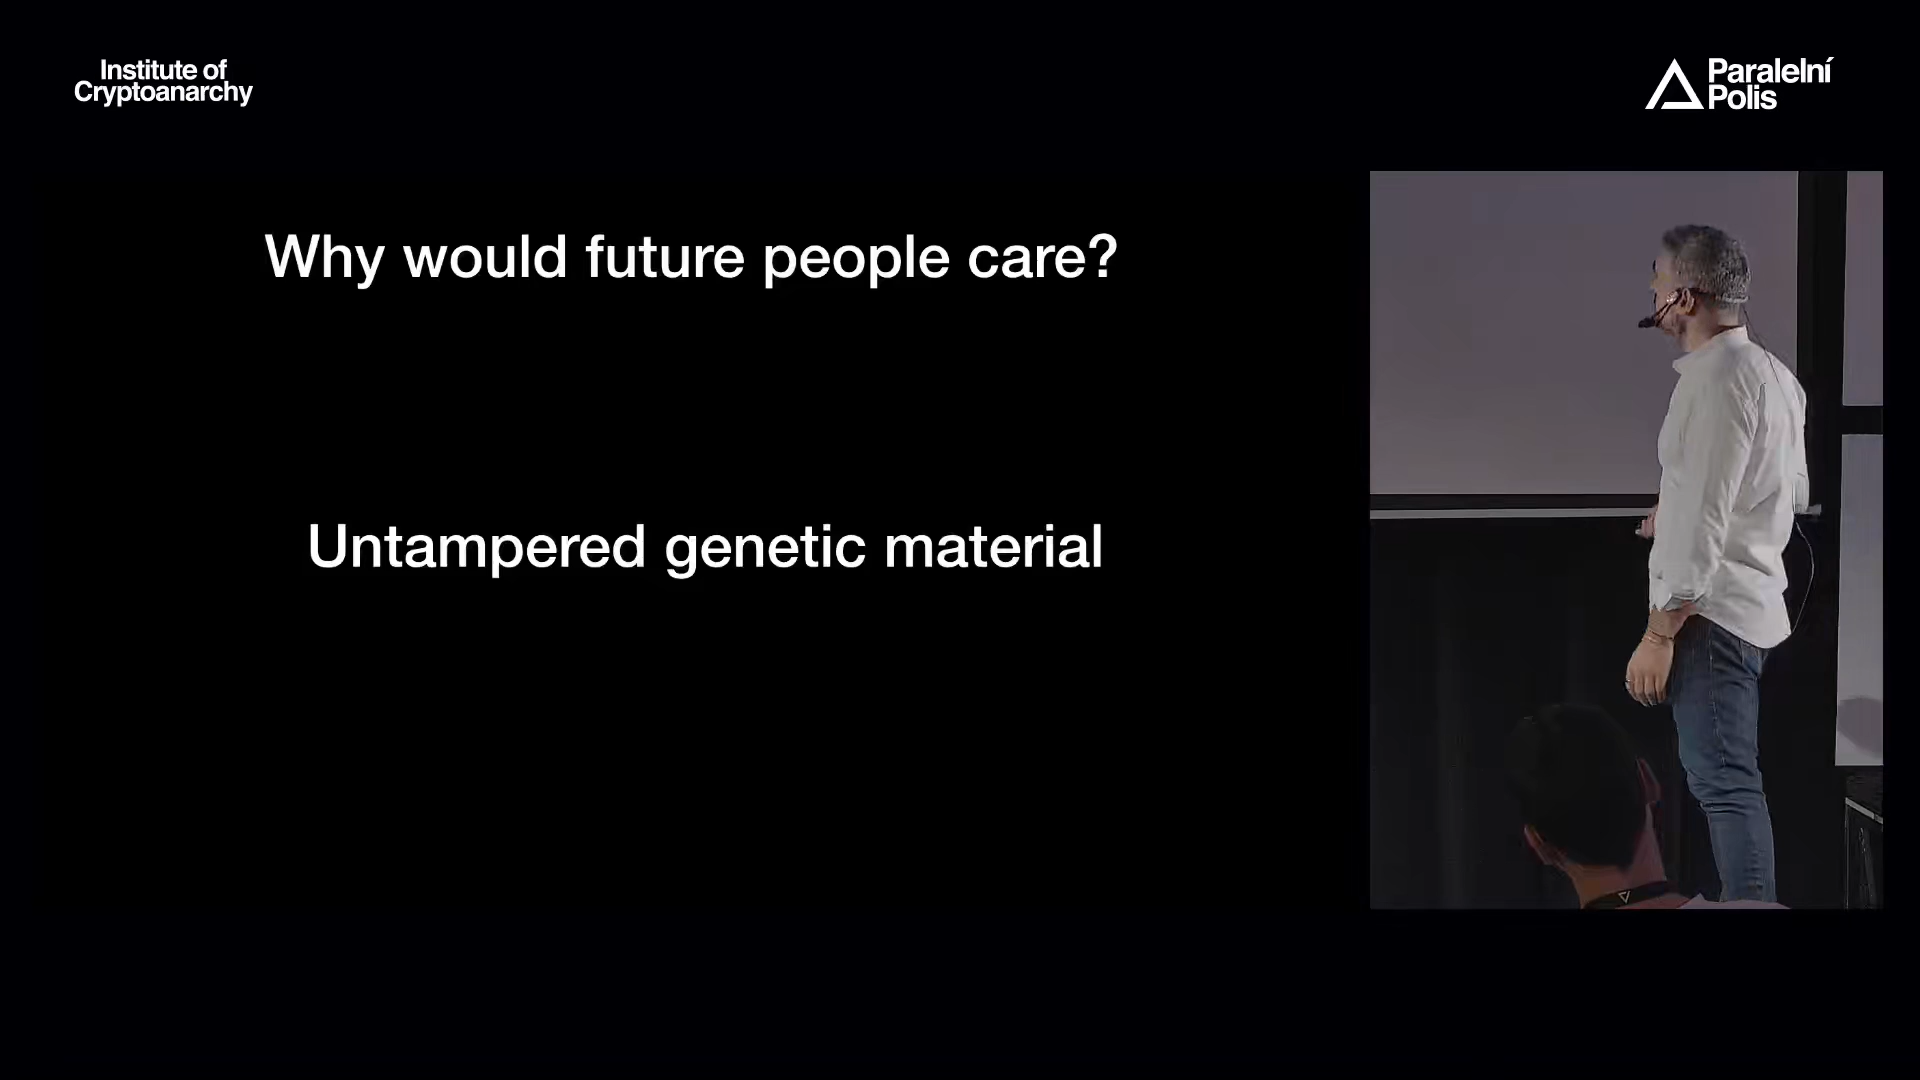 Institute of
Cryptoanarchy
Paralelní
Polis
Why would future people care?
Untampered genetic material